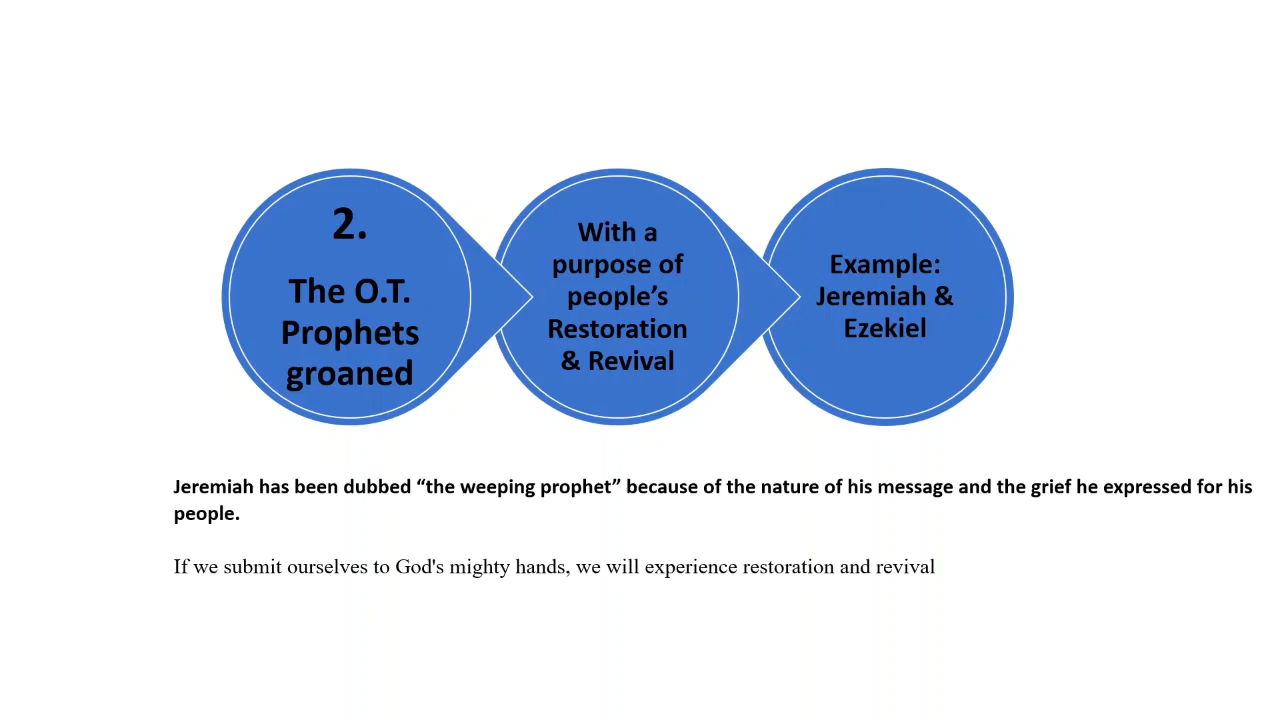 2.
The O.T.
Prophets
groaned
With a
purpose of
people’s
Restoration
& Revival
Example:
Jeremiah &
Ezekiel
Jeremiah has been dubbed “the weeping prophet” because of the nature of his message and the grief he expressed for his
people.
If we submit ourselves to God's mighty hands, we will experience restoration and revival